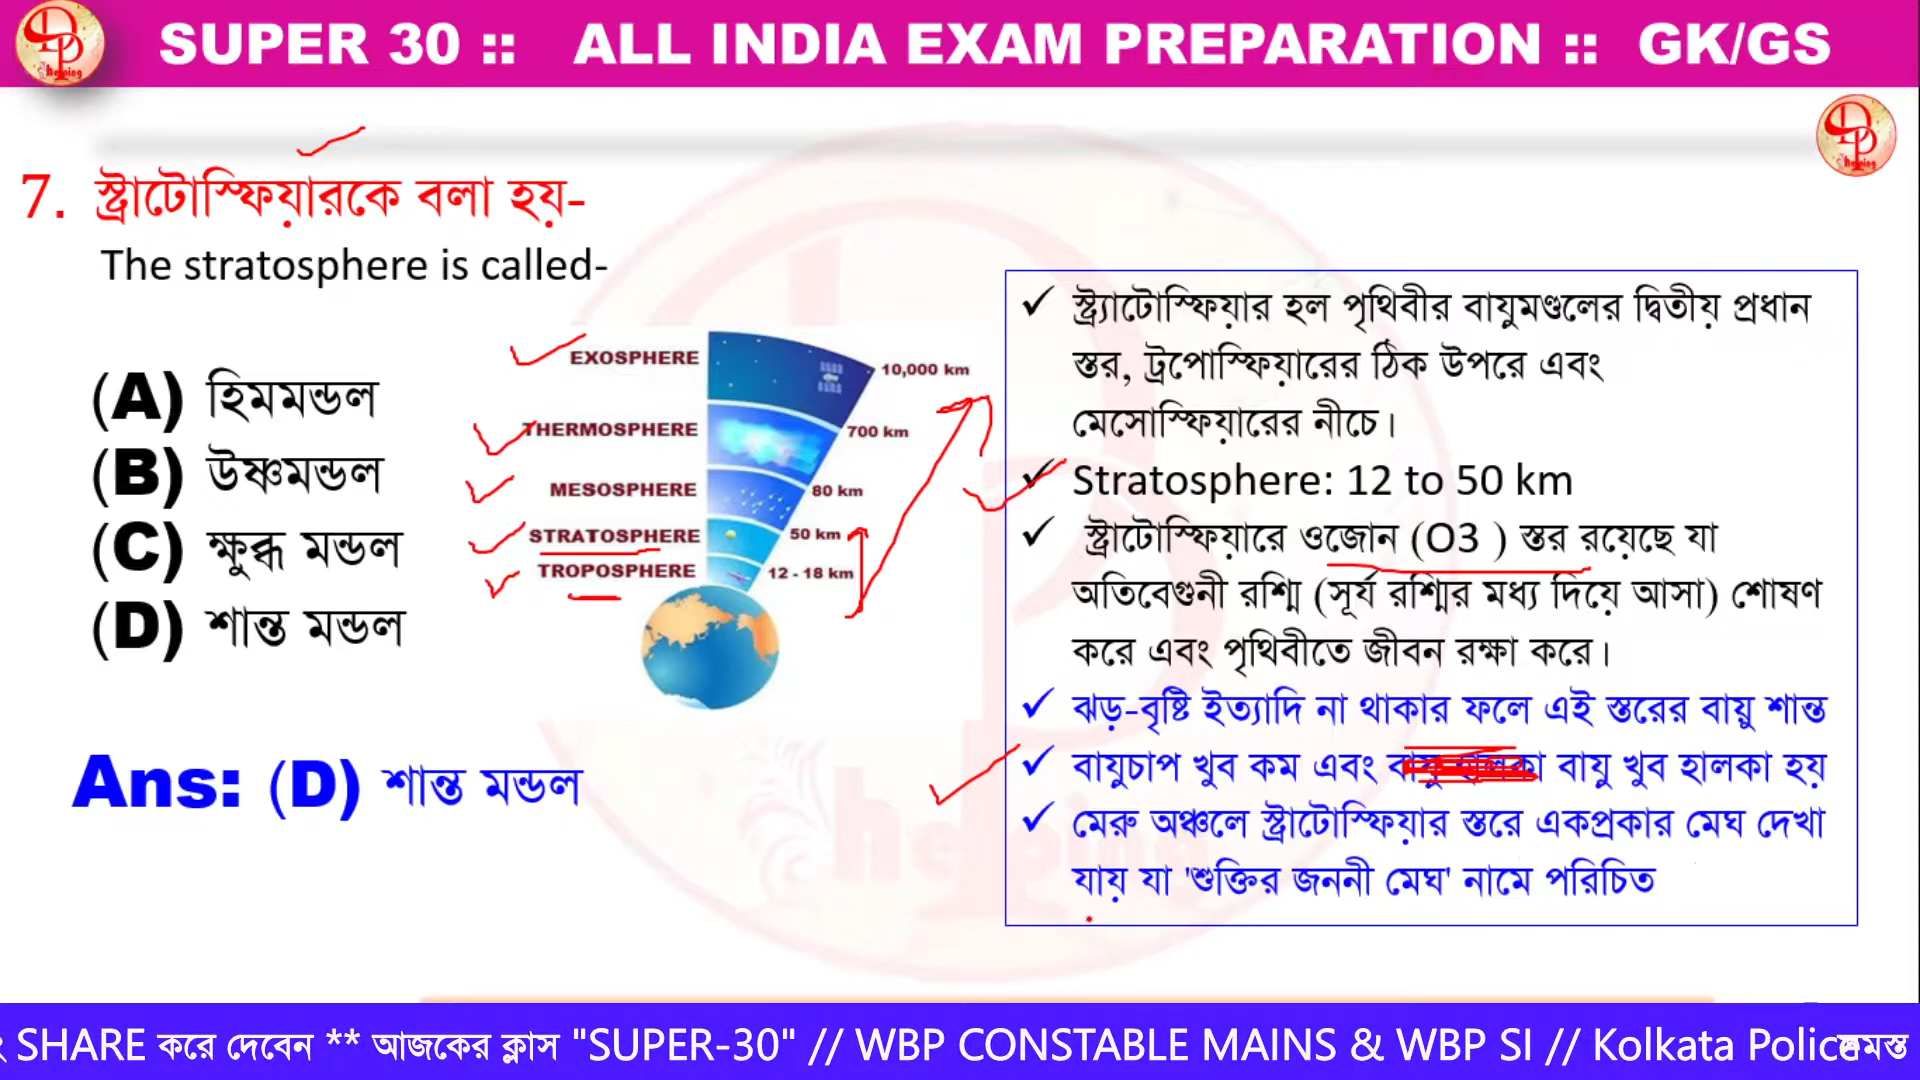 SUPER 30 :: ALL INDIA EXAM PREPARATION :: GK/GS
DP
helping
DP
helping
7. স্ট্রাটোস্ফিয়ারকে বলা হয়-
The stratosphere is called-
(A) হিমমন্ডল
(B) উষ্ণমন্ডল
(C) ক্ষুব্ধ মন্ডল
(D) শান্ত মন্ডল
Ans: (D) শান্ত মন্ডল
EXOSPHERE
10,000 km
THERMOSPHERE
700 km
MESOSPHERE
80 km
STRATOSPHERE
50 km
TROPOSPHERE
12 - 18 km
✓ স্ট্র্যাটোস্ফিয়ার হল পৃথিবীর বায়ুমণ্ডলের দ্বিতীয় প্রধান
স্তর, ট্রপোস্ফিয়ারের ঠিক উপরে এবং
মেসোস্ফিয়ারের নীচে।
✓ Stratosphere: 12 to 50 km
✓ স্ট্রাটোস্ফিয়ারে ওজোন (O3 ) স্তর রয়েছে যা
অতিবেগুনী রশ্মি (সূর্য রশ্মির মধ্য দিয়ে আসা) শোষণ
করে এবং পৃথিবীতে জীবন রক্ষা করে।
✓ ঝড়-বৃষ্টি ইত্যাদি না থাকার ফলে এই স্তরের বায়ু শান্ত
✓ বায়ুচাপ খুব কম এবং বায়ু খুব হালকা হয়
✓ মেরু অঞ্চলে স্ট্রাটোস্ফিয়ার স্তরে একপ্রকার মেঘ দেখা
যায় যা 'শুক্তির জননী মেঘ' নামে পরিচিত
helping
SHARE করে দেবেন ** আজকের ক্লাস "SUPER-30" // WBP CONSTABLE MAINS & WBP SI // Kolkata Police